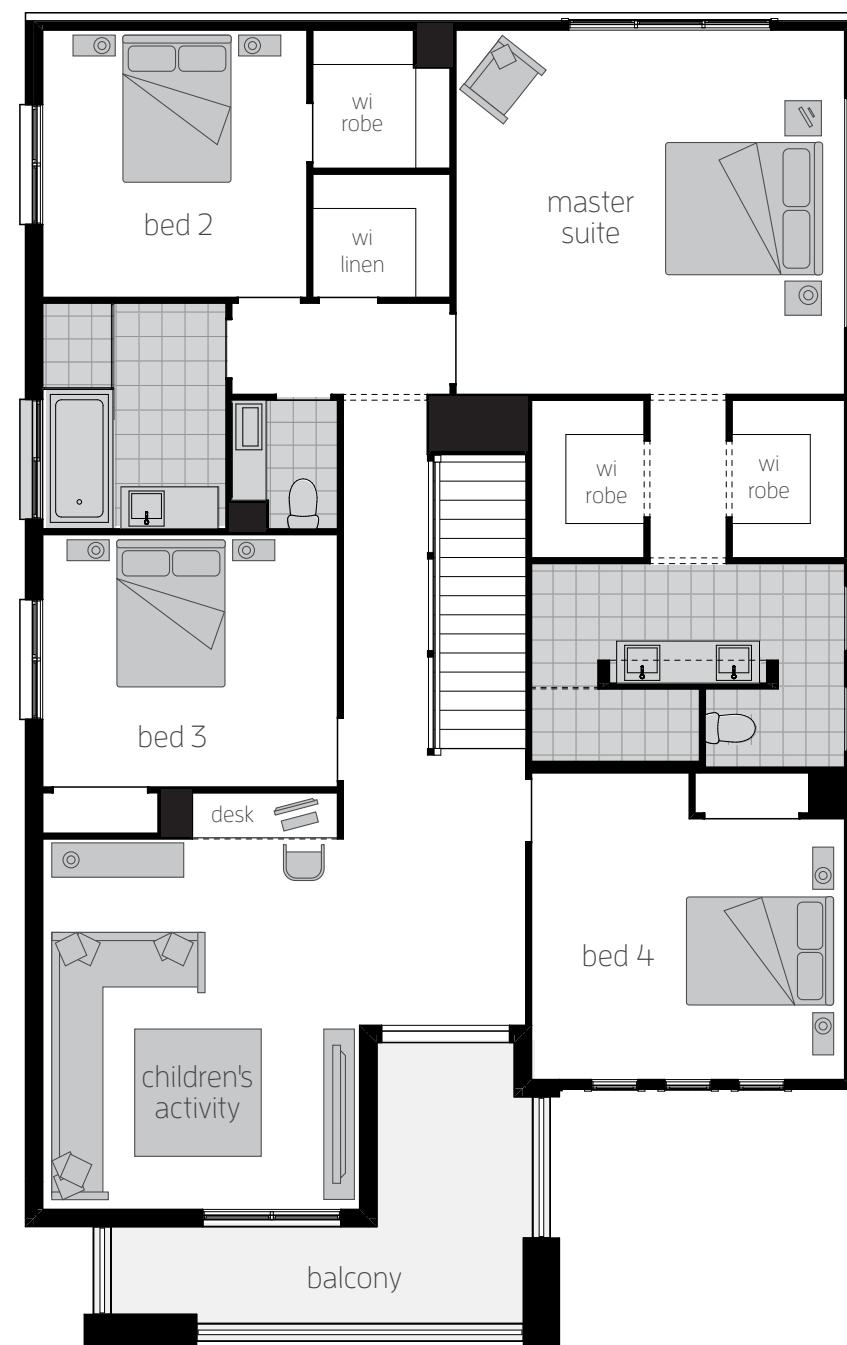 wi
robe
bed 2
master
suite
wi
linen
wi
robe
wi
robe
bed 3
desk
bed 4
children's
activity
balcony